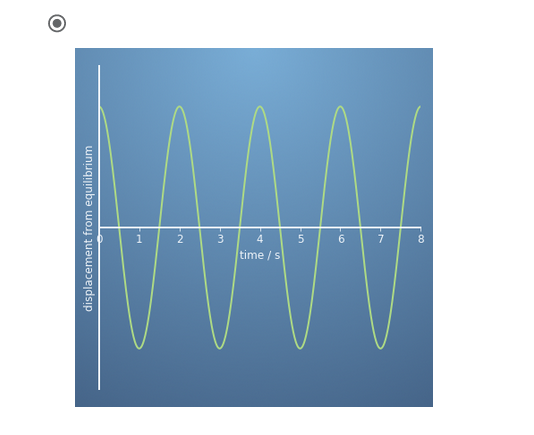 displacement from equilibrium
0 1 2 3 4 5 6 7 8
time / s